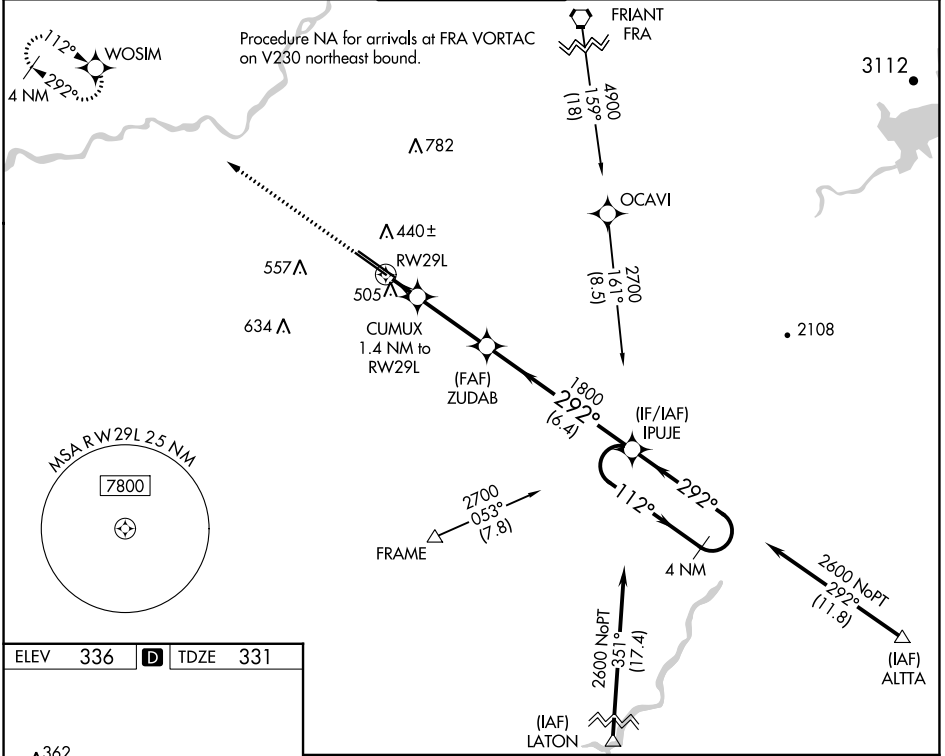 112°
292°
4 NM
WOSIM
Procedure NA for arrivals at FRA VORTAC
on V230 northeast bound.
FRIANT
FRA
3112
4900
159°
(18)
782
OCAVI
440±
RW29L
557
505
2700
161°
(8.5)
634
CUMUX
1.4 NM to
RW29L
2108
(FAF)
ZUDAB
1800
292°
(6.4)
(IF/IAF)
IPUJE
MSA RW29L 25 NM
7800
292°
112°
4 NM
2700
053°
(7.8)
FRAME
2600 NoPT
292°
(11.8)
(IAF)
ALTTA
2600 NoPT
351°
(17.4)
(IAF)
LATON
ELEV 336 D TDZE 331
362